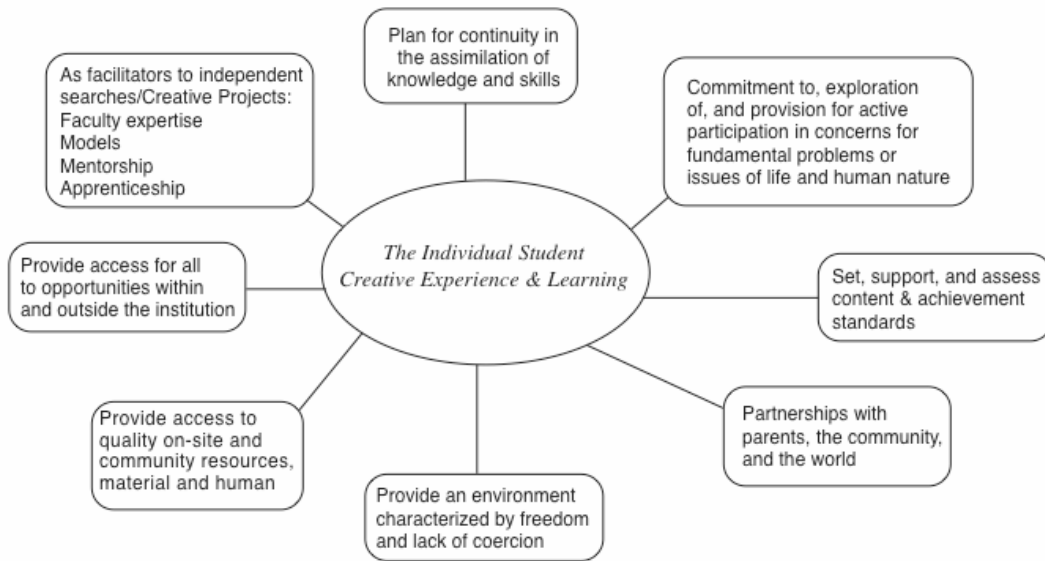 Plan for continuity in
the assimilation of
knowledge and skills
As facilitators to independent
searches/Creative Projects:
Faculty expertise
Models
Mentorship
Apprenticeship
Commitment to, exploration
of, and provision for active
participation in concerns for
fundamental problems or
issues of life and human nature
The Individual Student
Creative Experience & Learning
Provide access for all
to opportunities within
and outside the institution
Set, support, and assess
content & achievement
standards
Provide access to
quality on-site and
community resources,
material and human
Partnerships with
parents, the community,
and the world
Provide an environment
characterized by freedom
and lack of coercion